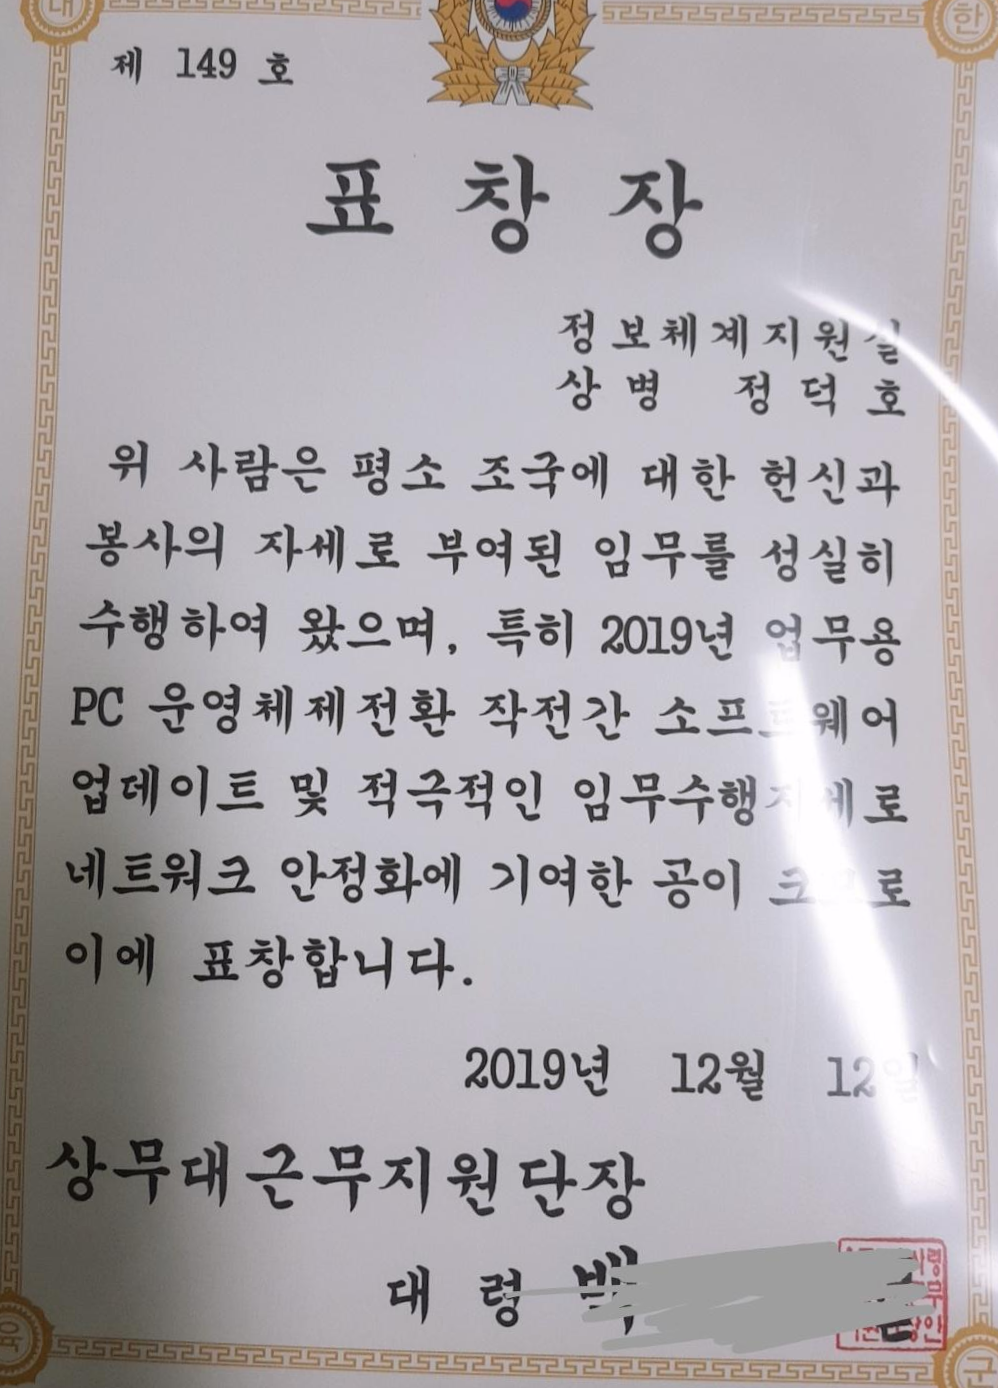 대 한
제 149 호
표 창 장
정보체계지원실
상병 정덕호
위 사람은 평소 조국에 대한 헌신과
봉사의 자세로 부여된 임무를 성실히
수행하여 왔으며, 특히 2019년 업무용
PC 운영체제전환 작전간 소프트웨어
업데이트 및 적극적인 임무수행자세로
네트워크 안정화에 기여한 공이 크므로
이에 표창합니다.
2019년 12월 12일
상무대근무지원단장
대령 백
육 군